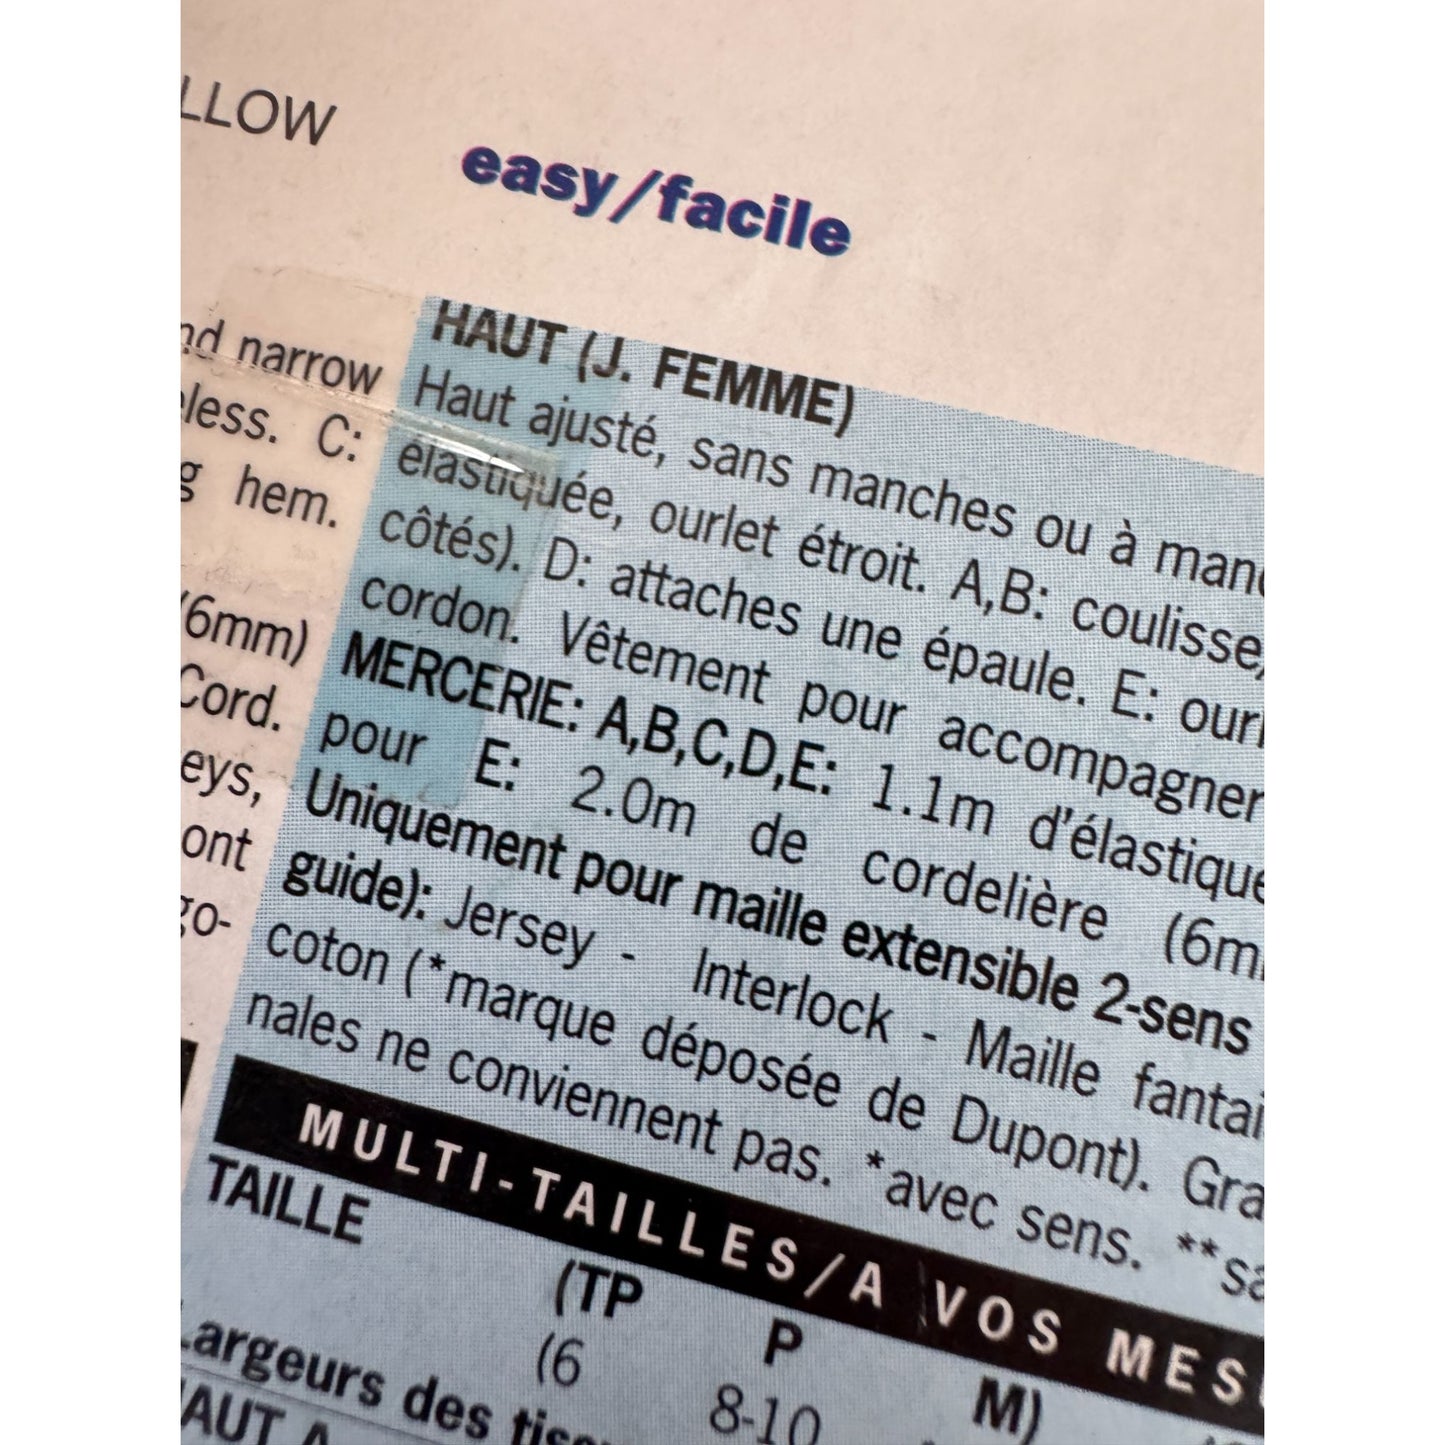 LLOW
easy/facile
nd narrow
eless. C:
g hem.
(6mm)
Cord.
eys,
ont
go-
HAUT (J. FEMME)
Haut ajusté, sans manches ou à manc
élastiquée, ourlet étroit. A,B: coulisse,
côtés). D: attaches une épaule. E: our
cordon. Vêtement pour accompagner
MERCERIE: A,B,C,D,E: 1.1m d'élastique
pour E: 2.0m de cordelière (6m
Uniquement pour maille extensible 2-sens
guide): Jersey - Interlock - Maille fantai
coton (*marque déposée de Dupont). Gra
nales ne conviennent pas. *avec sens. **sa
MULTI-TAILLES/A VOS MES
TAILLE (TP P M)
(6 8-10
Largeurs des tiss
HAUT A